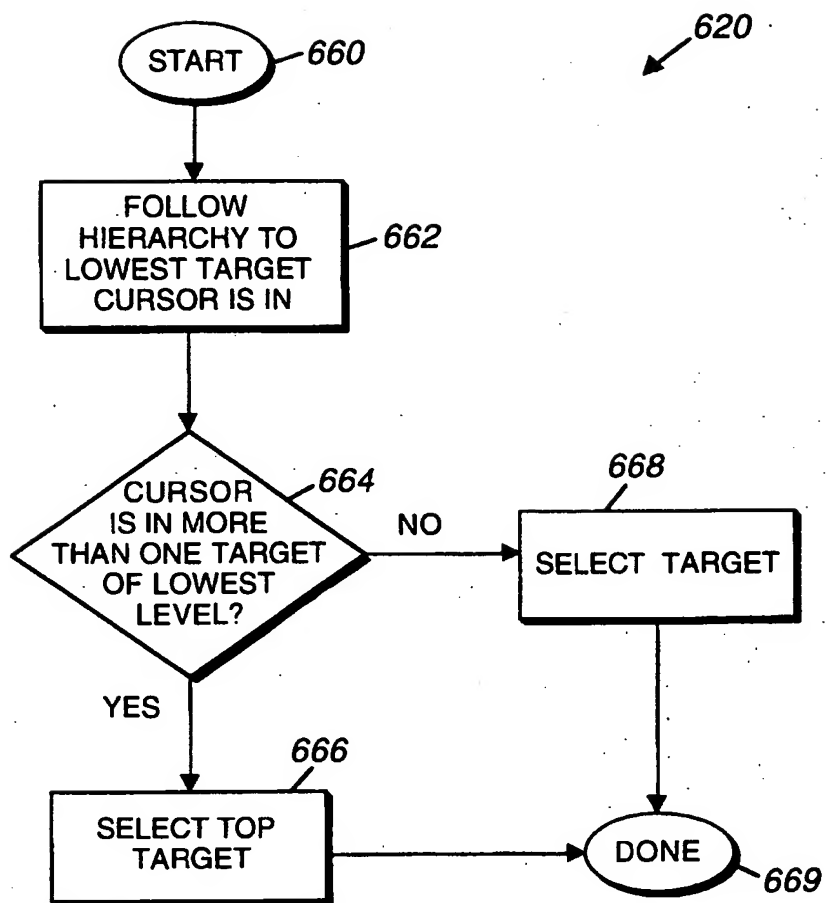 620
START
660
FOLLOW
HIERARCHY TO
LOWEST TARGET
CURSOR IS IN
662
CURSOR
IS IN MORE
THAN ONE TARGET
OF LOWEST
LEVEL?
664
NO
668
SELECT TARGET
YES
666
SELECT TOP
TARGET
DONE
669